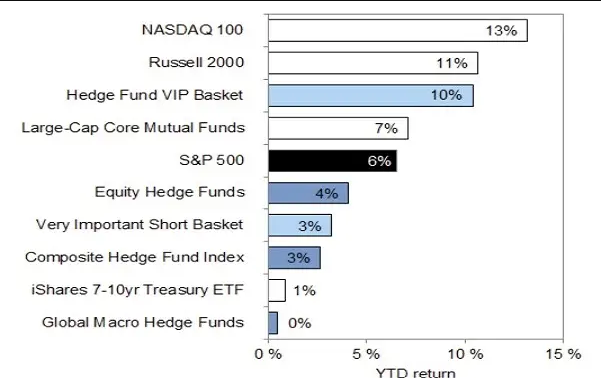 NASDAQ 100 13%
Russell 2000 11%
Hedge Fund VIP Basket 10%
Large-Cap Core Mutual Funds 7%
S&P 500 6%
Equity Hedge Funds 4%
Very Important Short Basket 3%
Composite Hedge Fund Index 3%
iShares 7-10yr Treasury ETF 1%
Global Macro Hedge Funds 0%
0 % 5 % 10 % 15 %
YTD return